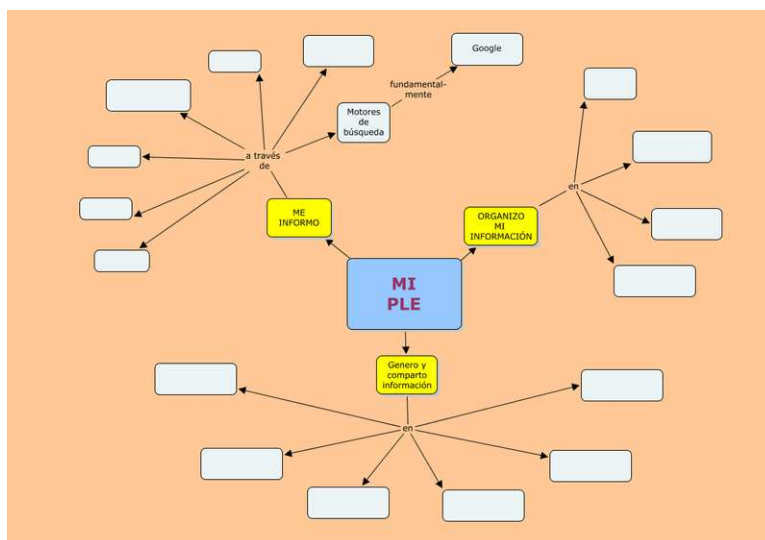 Google
fundamental-
mente
Motores
de
búsqueda
a través
de
en
ME
INFORMO
ORGANIZO
MI
INFORMACIÓN
MI
PLE
Genero y
comparto
información
en